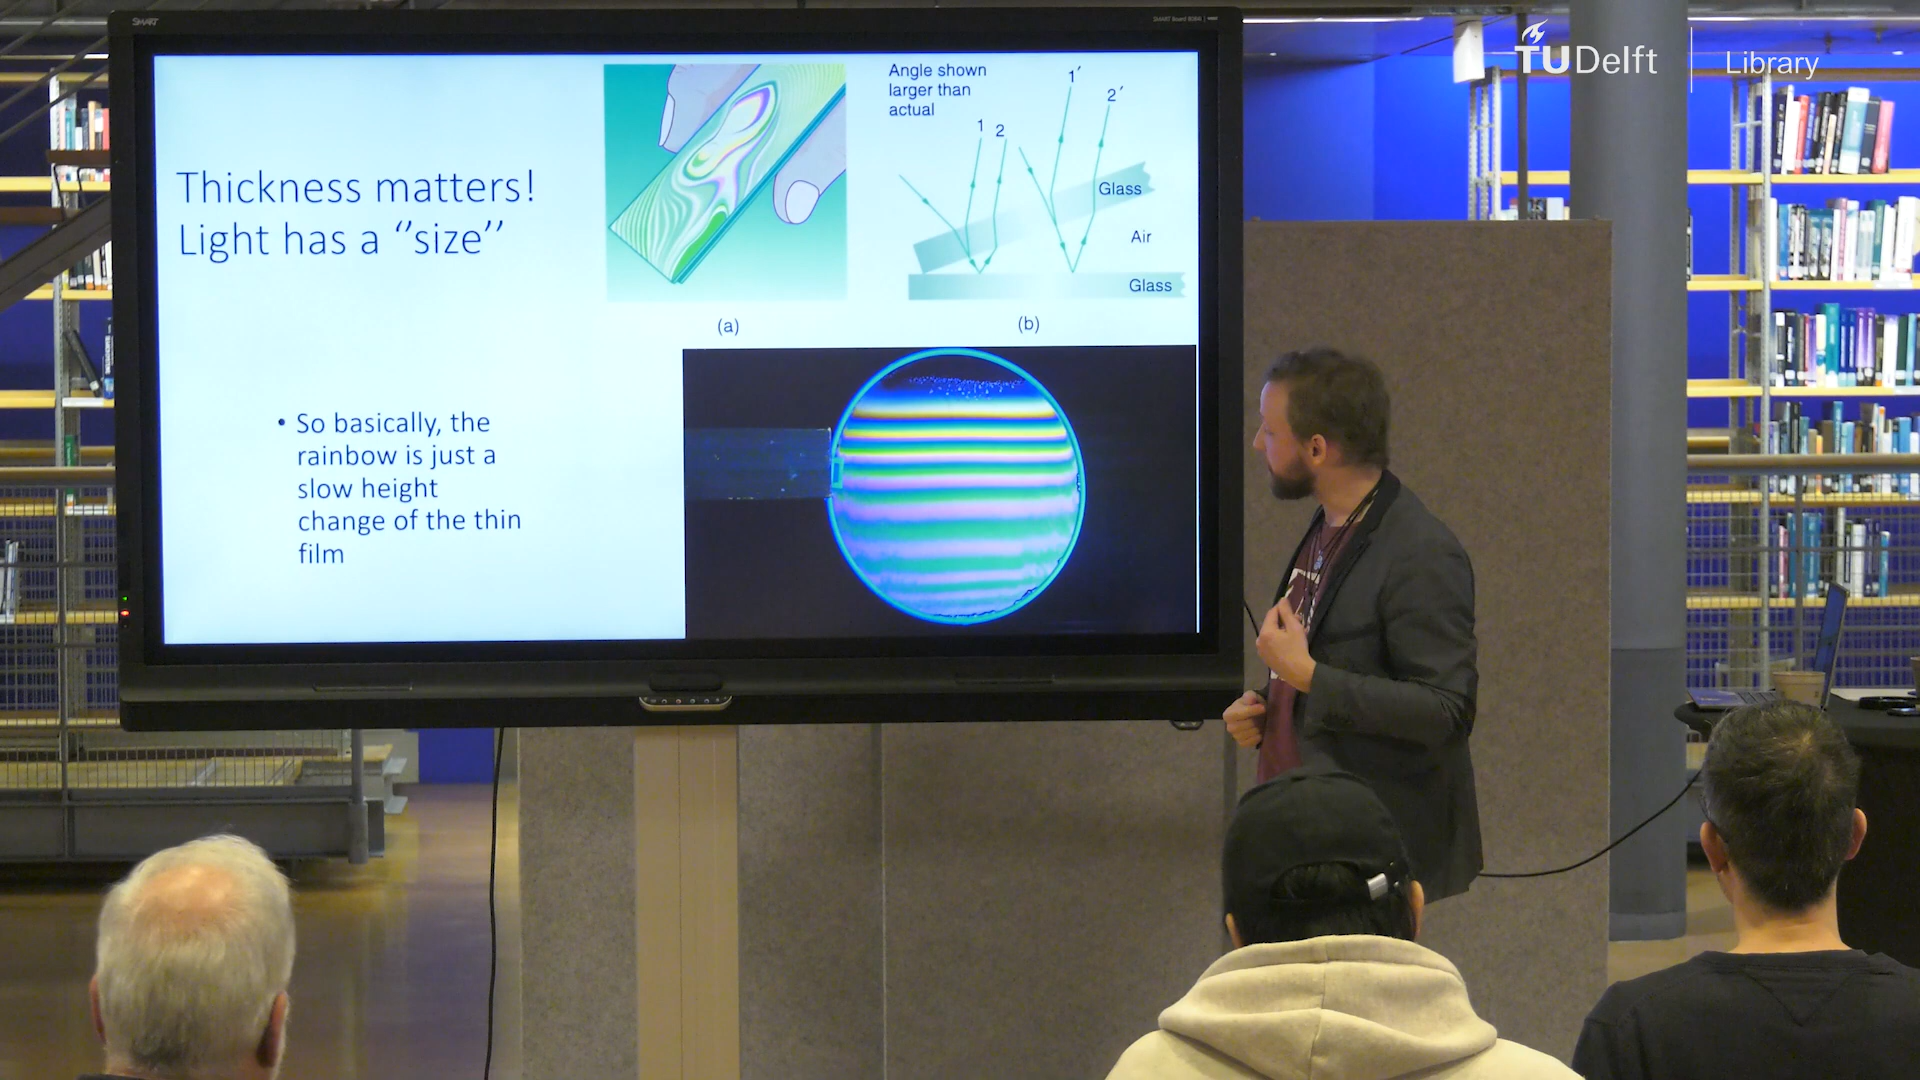 SMART
TUDelft
Library
Thickness matters!
Light has a ‘’size’’
• So basically, the
rainbow is just a
slow height
change of the thin
film
Angle shown
larger than
actual
1
2
1′
2′
Glass
Air
Glass
(a)
(b)